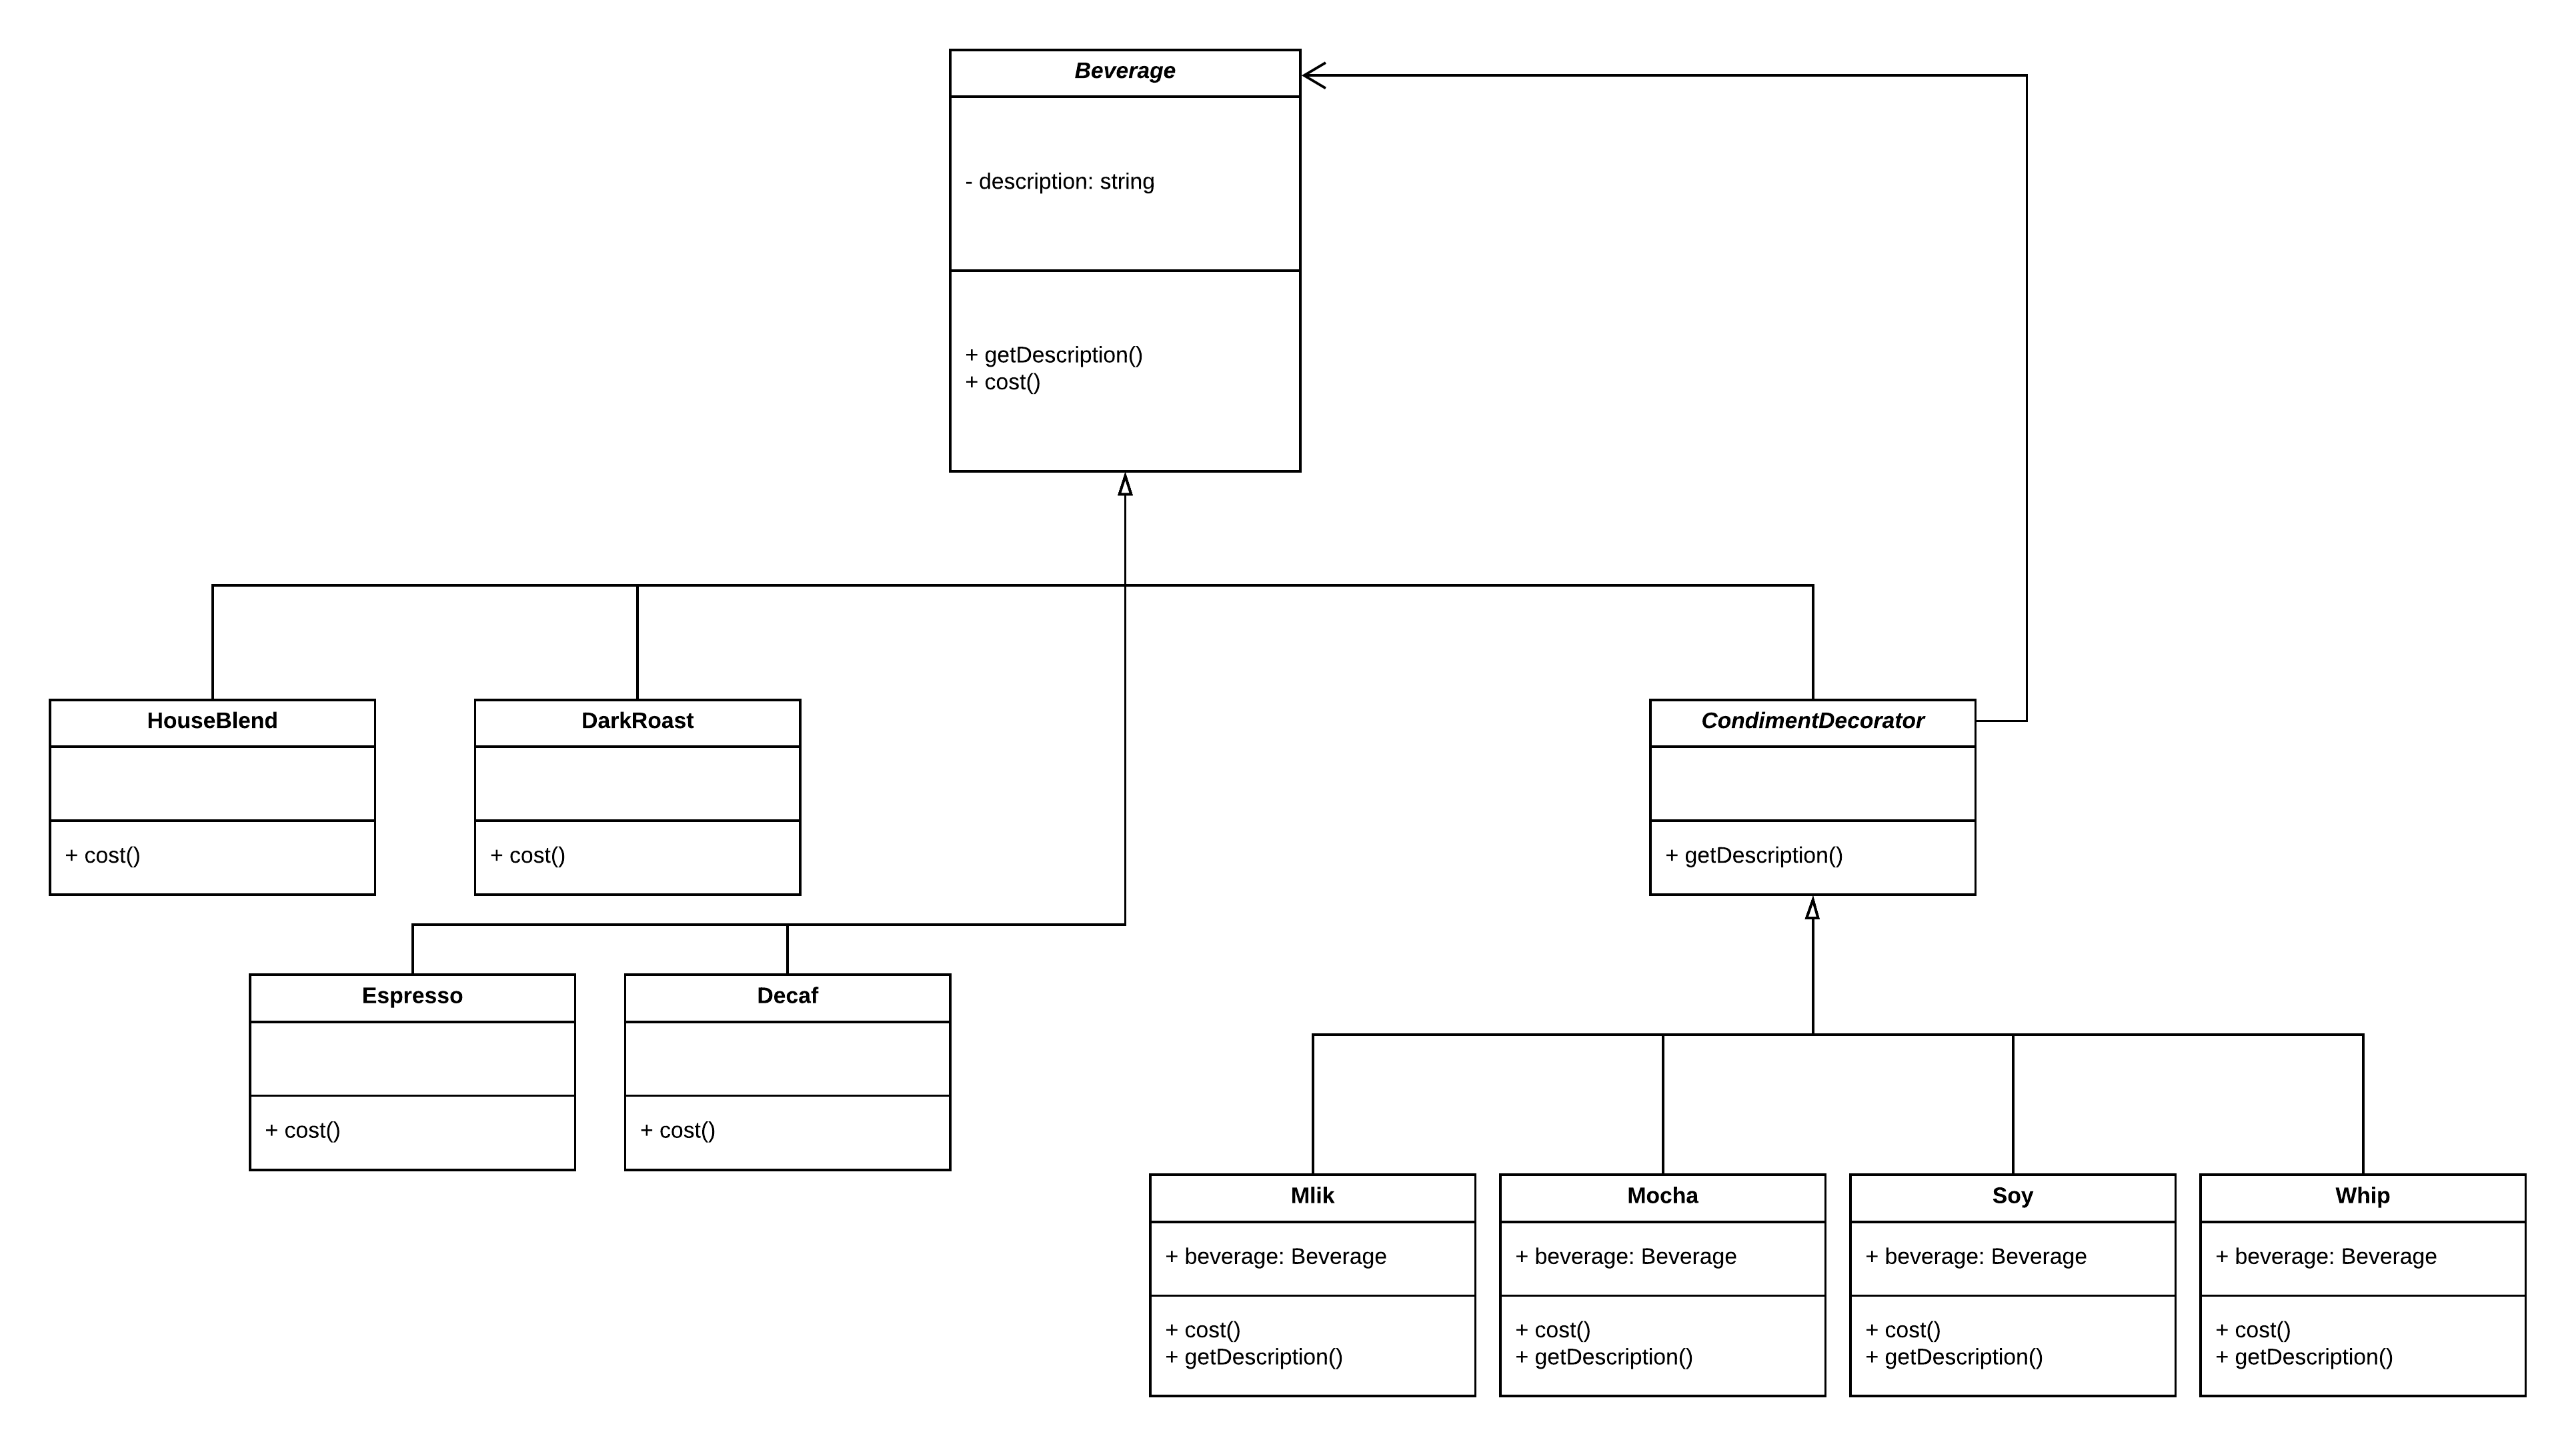 Beverage
- description: string
+ getDescription()
+ cost()
HouseBlend
+ cost()
DarkRoast
+ cost()
CondimentDecorator
+ getDescription()
Espresso
+ cost()
Decaf
+ cost()
Mlik
+ beverage: Beverage
+ cost()
+ getDescription()
Mocha
+ beverage: Beverage
+ cost()
+ getDescription()
Soy
+ beverage: Beverage
+ cost()
+ getDescription()
Whip
+ beverage: Beverage
+ cost()
+ getDescription()